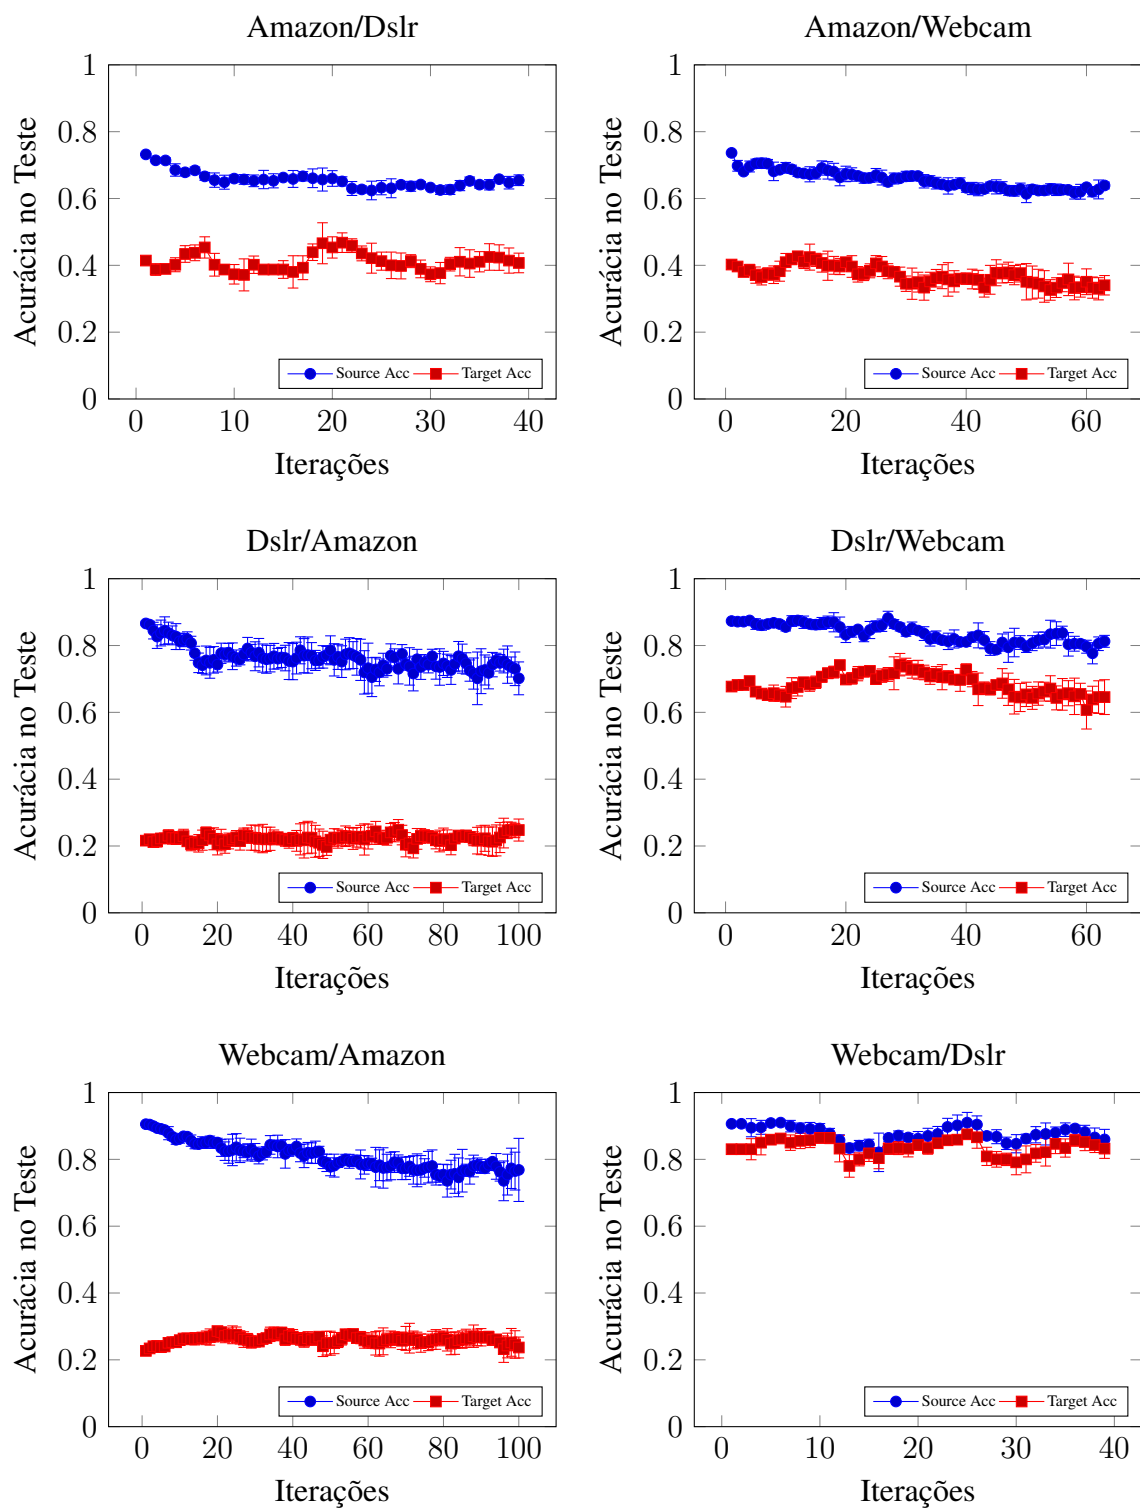 Amazon/Dslr
1
0.8
0.6
0.4
0.2
0
Acurácia no Teste
Source Acc Target Acc
0 10 20 30 40
Iterações
Amazon/Webcam
1
0.8
0.6
0.4
0.2
0
Acurácia no Teste
Source Acc Target Acc
0 20 40 60
Iterações
Dslr/Amazon
1
0.8
0.6
0.4
0.2
0
Acurácia no Teste
Source Acc Target Acc
0 20 40 60 80 100
Iterações
Dslr/Webcam
1
0.8
0.6
0.4
0.2
0
Acurácia no Teste
Source Acc Target Acc
0 20 40 60
Iterações
Webcam/Amazon
1
0.8
0.6
0.4
0.2
0
Acurácia no Teste
Source Acc Target Acc
0 20 40 60 80 100
Iterações
Webcam/Dslr
1
0.8
0.6
0.4
0.2
0
Acurácia no Teste
Source Acc Target Acc
0 10 20 30 40
Iterações